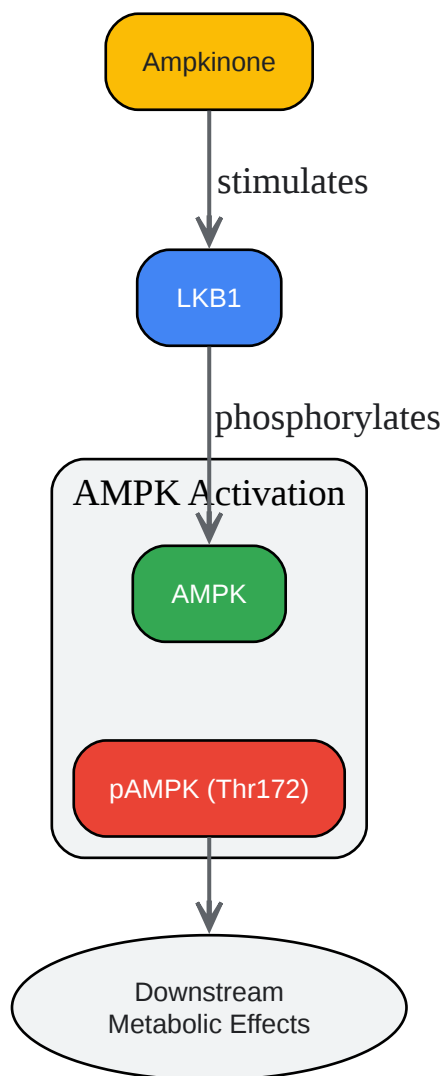 Ampkinone
stimulates
LKB1
phosphorylates
AMPK Activation
AMPK
pAMPK (Thr172)
Downstream
Metabolic Effects